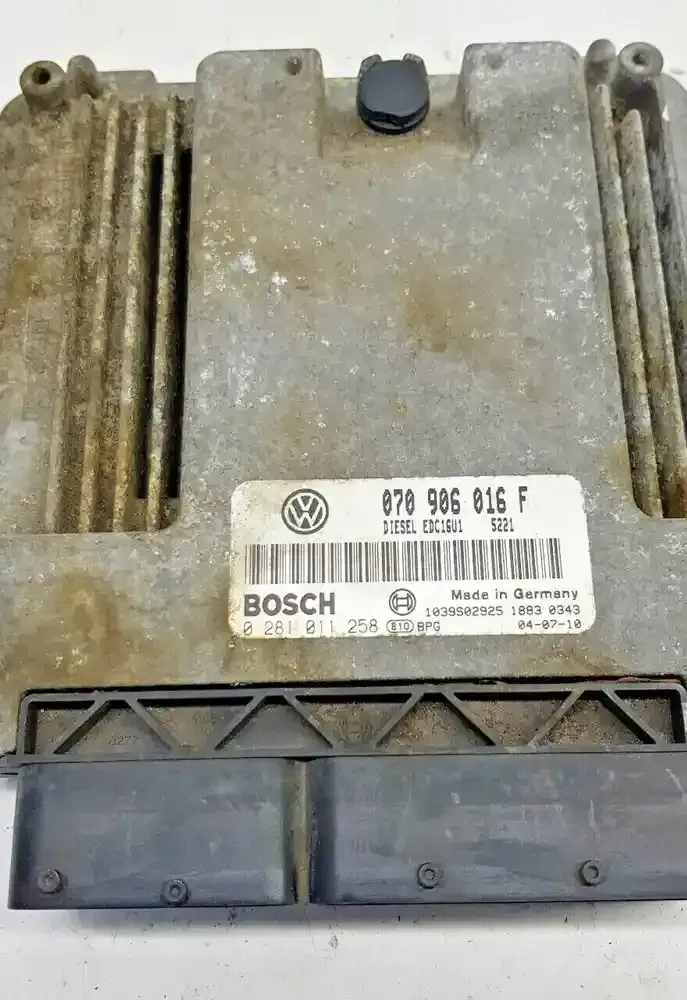 070 906 016 F
DIESEL EDC16U1 5221
BOSCH
Made in Germany
1039S02925 1883 0343
0 281 011 258 810 BPG 04-07-10